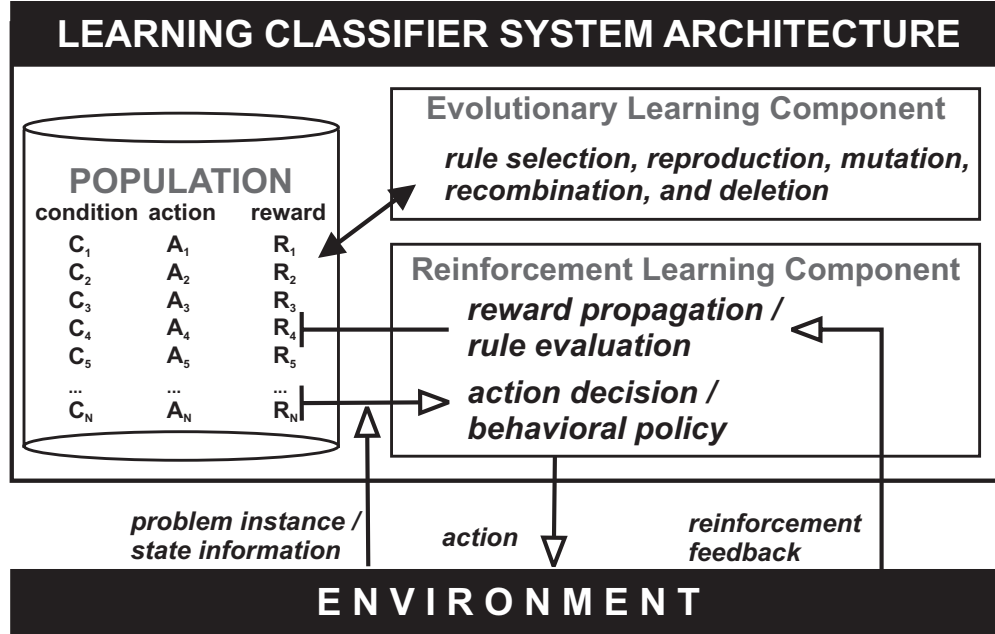 LEARNING CLASSIFIER SYSTEM ARCHITECTURE
POPULATION
condition action reward
C1 A1 R1
C2 A2 R2
C3 A3 R3
C4 A4 R4
C5 A5 R5
... ... ...
CN AN RN
Evolutionary Learning Component
rule selection, reproduction, mutation,
recombination, and deletion
Reinforcement Learning Component
reward propagation /
rule evaluation
action decision /
behavioral policy
problem instance /
state information
action
reinforcement
feedback
ENVIRONMENT